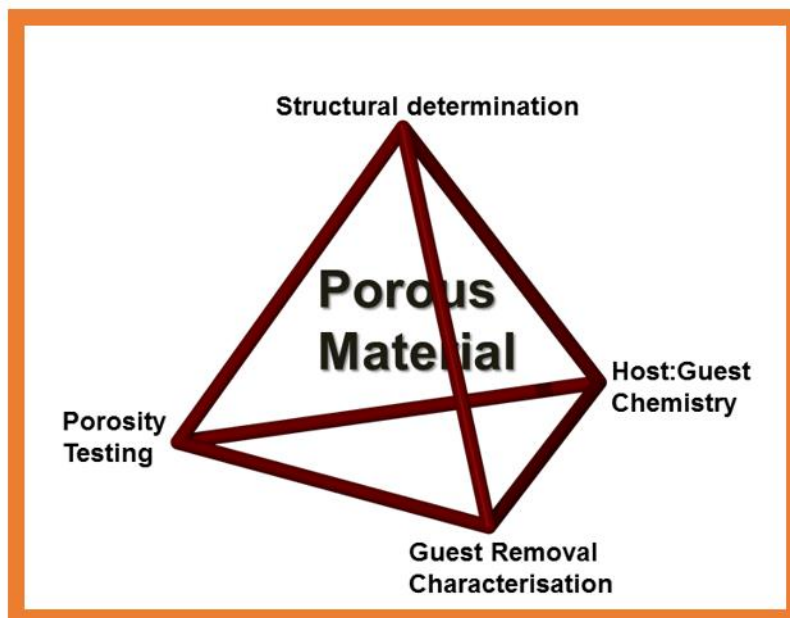 Structural determination
Porous
Material
Host:Guest
Chemistry
Porosity
Testing
Guest Removal
Characterisation